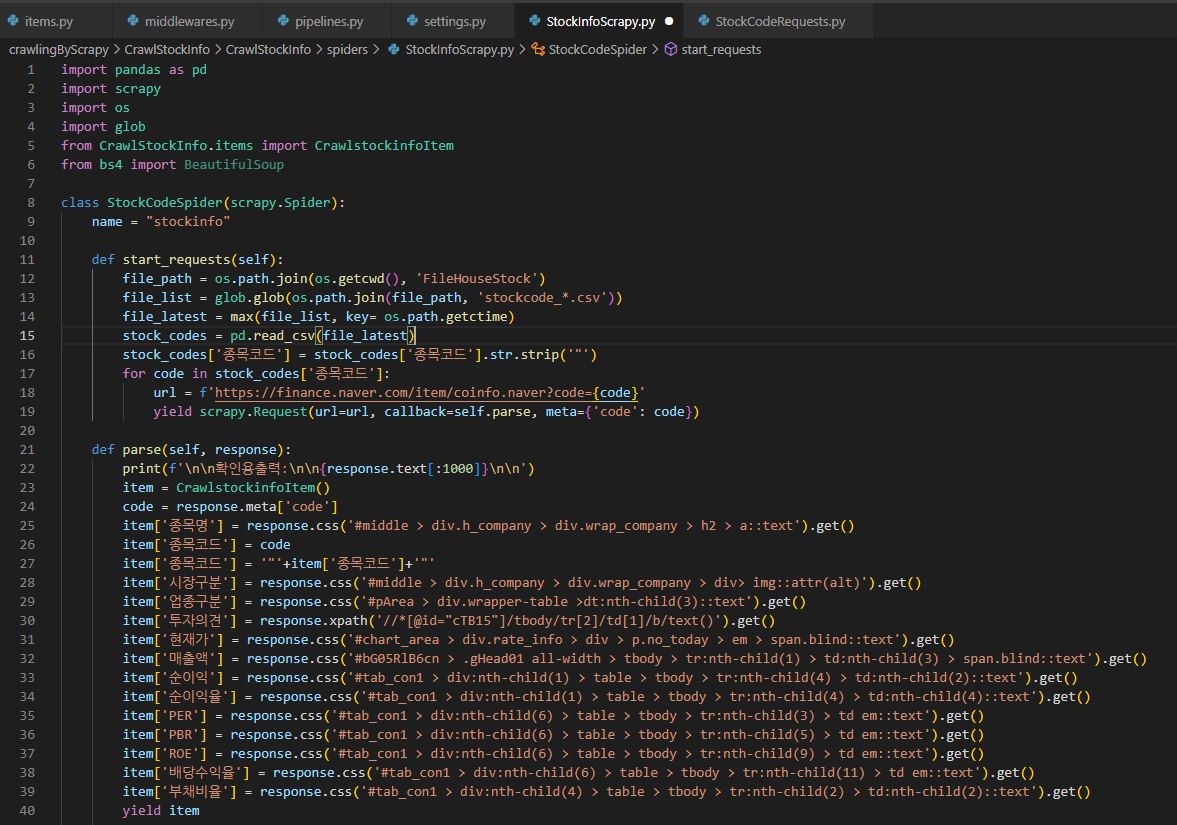 items.py middlewares.py pipelines.py settings.py StockInfoScrapy.py StockCodeRequests.py
crawlingByScrapy > CrawlStockInfo > CrawlStockInfo > spiders > StockInfoScrapy.py > StockCodeSpider > start_requests
1 import pandas as pd
2 import scrapy
3 import os
4 import glob
5 from CrawlStockInfo.items import CrawlstockinfoItem
6 from bs4 import BeautifulSoup
7
8 class StockCodeSpider(scrapy.Spider):
9 name = "stockinfo"
10
11 def start_requests(self):
12 file_path = os.path.join(os.getcwd(), 'FileHouseStock')
13 file_list = glob.glob(os.path.join(file_path, 'stockcode_*.csv'))
14 file_latest = max(file_list, key= os.path.getctime)
15 stock_codes = pd.read_csv(file_latest)
16 stock_codes['종목코드'] = stock_codes['종목코드'].str.strip('"')
17 for code in stock_codes['종목코드']:
18 url = f'https://finance.naver.com/item/coinfo.naver?code={code}'
19 yield scrapy.Request(url=url, callback=self.parse, meta={'code': code})
20
21 def parse(self, response):
22 print(f'\n\n확인용출력:\n\n{response.text[:1000]}\n\n')
23 item = CrawlstockinfoItem()
24 code = response.meta['code']
25 item['종목명'] = response.css('#middle > div.h_company > div.wrap_company > h2 > a::text').get()
26 item['종목코드'] = code
27 item['종목코드'] = '"'+item['종목코드']+'"'
28 item['시장구분'] = response.css('#middle > div.h_company > div.wrap_company > div> img::attr(alt)').get()
29 item['업종구분'] = response.css('#pArea > div.wrapper-table >dt:nth-child(3)::text').get()
30 item['투자의견'] = response.xpath('//*[@id="cTB15"]/tbody/tr[2]/td[1]/b/text()').get()
31 item['현재가'] = response.css('#chart_area > div.rate_info > div > p.no_today > em > span.blind::text').get()
32 item['매출액'] = response.css('#bG05RlB6cn > .gHead01 all-width > tbody > tr:nth-child(1) > td:nth-child(3) > span.blind::text').get()
33 item['순이익'] = response.css('#tab_con1 > div:nth-child(1) > table > tbody > tr:nth-child(4) > td:nth-child(2)::text').get()
34 item['순이익율'] = response.css('#tab_con1 > div:nth-child(1) > table > tbody > tr:nth-child(4) > td:nth-child(4)::text').get()
35 item['PER'] = response.css('#tab_con1 > div:nth-child(6) > table > tbody > tr:nth-child(3) > td em::text').get()
36 item['PBR'] = response.css('#tab_con1 > div:nth-child(6) > table > tbody > tr:nth-child(5) > td em::text').get()
37 item['ROE'] = response.css('#tab_con1 > div:nth-child(6) > table > tbody > tr:nth-child(9) > td em::text').get()
38 item['배당수익율'] = response.css('#tab_con1 > div:nth-child(6) > table > tbody > tr:nth-child(11) > td em::text').get()
39 item['부채비율'] = response.css('#tab_con1 > div:nth-child(4) > table > tbody > tr:nth-child(2) > td:nth-child(2)::text').get()
40 yield item